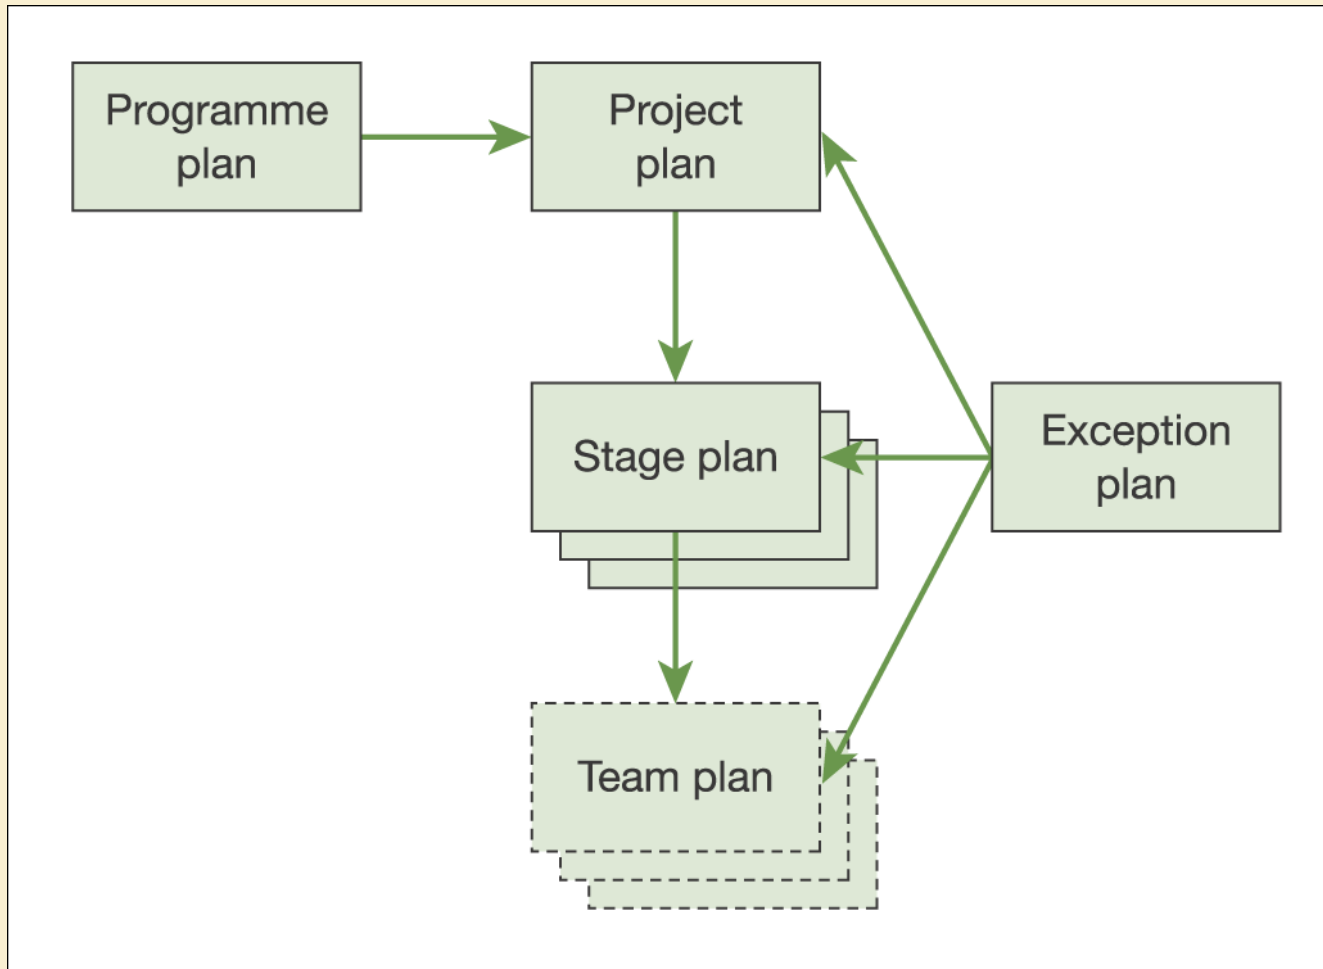 Programme
plan
Project
plan
Stage plan
Exception
plan
Team plan